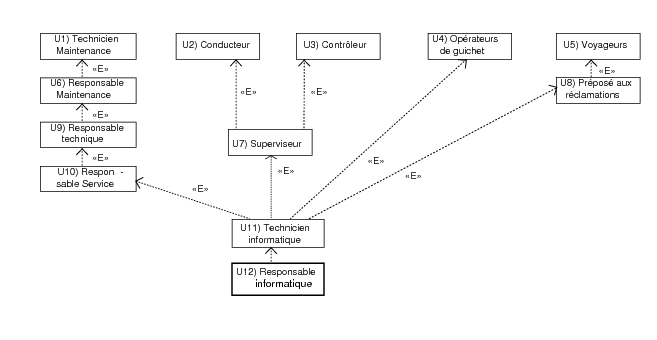 U1) Technicien
Maintenance
U2) Conducteur
U3) Contrôleur
U4) Opérateurs
de guichet
U5) Voyageurs
«E»
«E»
U6) Responsable
Maintenance
«E»
«E»
U8) Préposé aux
réclamations
«E»
U9) Responsable
technique
U7) Superviseur
«E»
«E»
«E»
«E»
U10) Respon -
sable Service
«E»
U11) Technicien
informatique
U12) Responsable
informatique